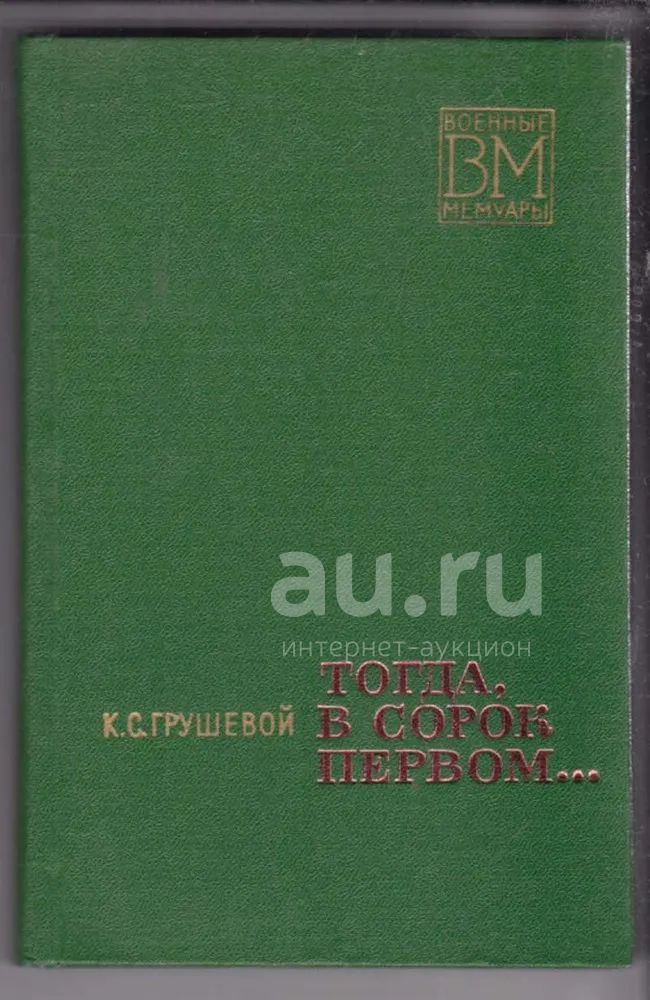 ВОЕННЫЕ
ВМ
МЕМУАРЫ
au.ru
интернет-аукцион
К.С.ГРУШЕВОЙ
ТОГДА,
В СОРОК
ПЕРВОМ...